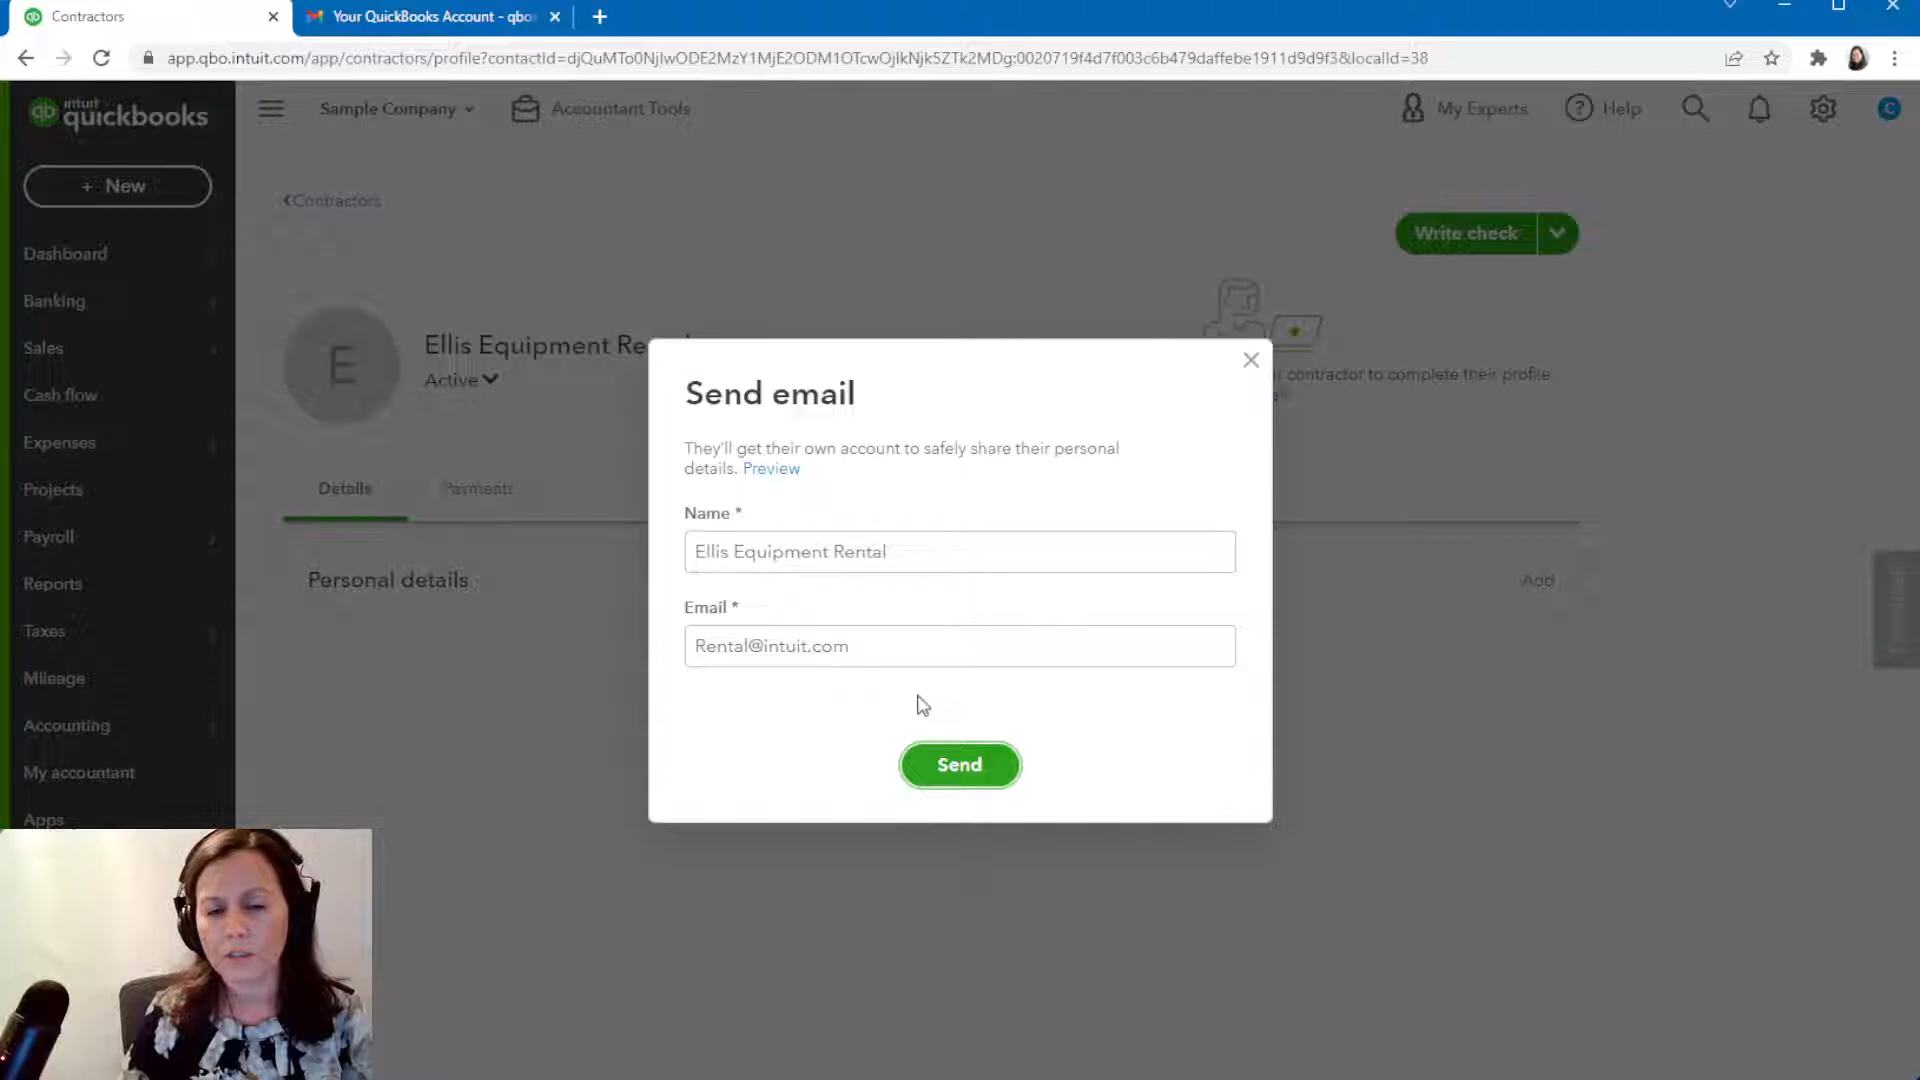 Contractors
Your QuickBooks Account - qbo
app.qbo.intuit.com/app/contractors/profile?contactId=djQuMTo0NjIwODE2MzY1MjE2ODM1OTcwOjlkNjk5ZTk2MDg:0020719f4d7f003c6b479daffebe1911d9d9f3&localId=38
qb intuit quickbooks
Sample Company
Accountant Tools
My Experts
? Help
C
+ New
Contractors
Write check
Dashboard
Banking
Sales
Cash flow
Expenses
Projects
Payroll
Reports
Taxes
Mileage
Accounting
My accountant
Apps
E
Ellis Equipment Re
Active
contractor to complete their profile
Details
Payments
Personal details
Add
Send email
They'll get their own account to safely share their personal
details. Preview
Name *
Ellis Equipment Rental
Email *
Rental@intuit.com
Send